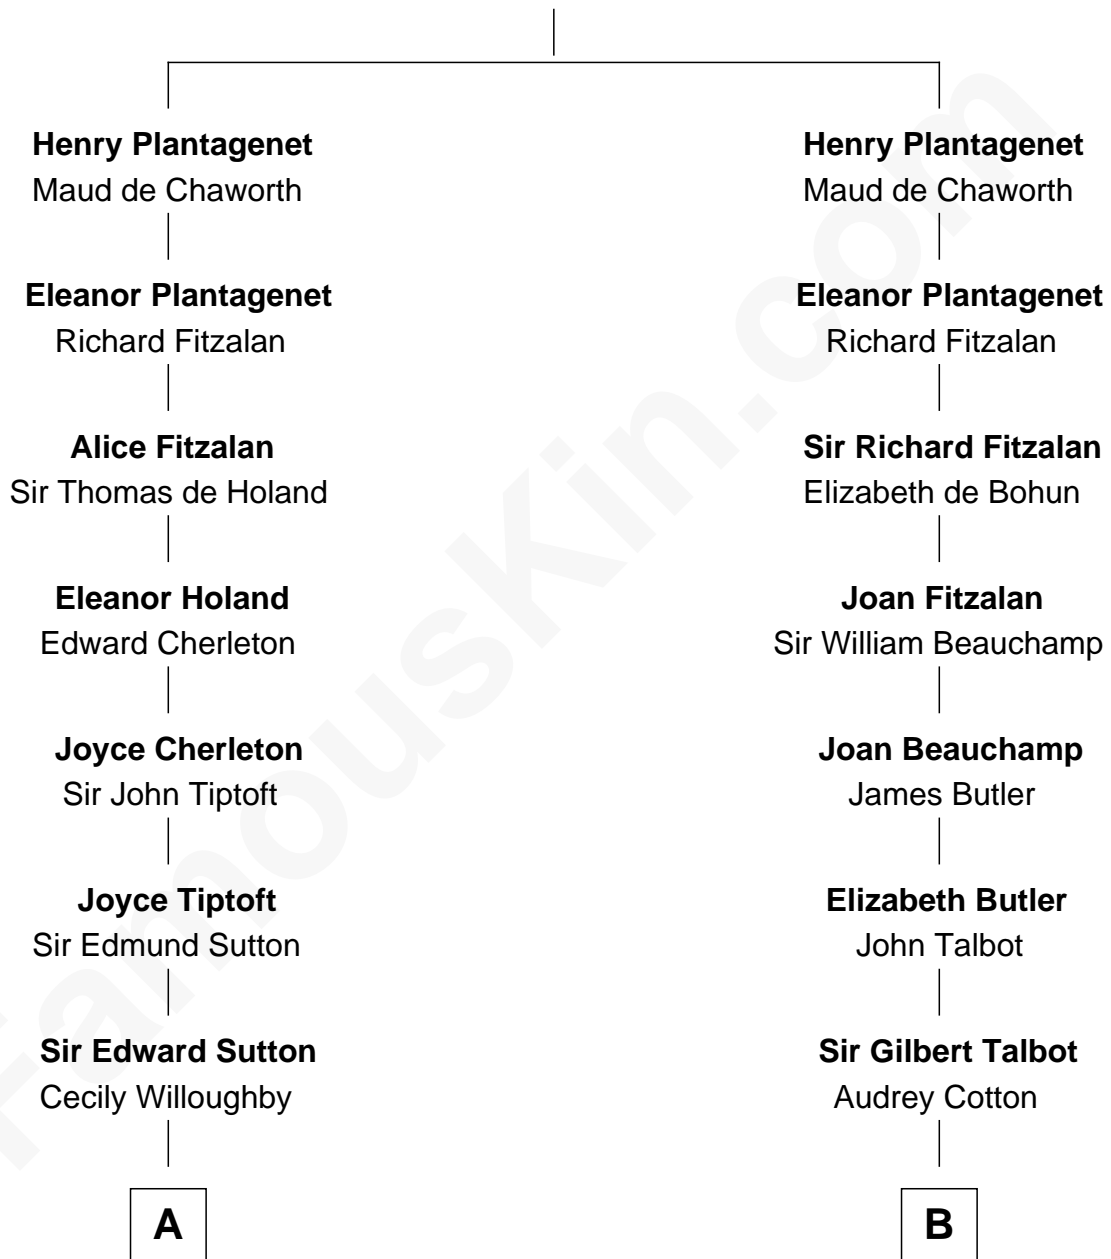 Henry Plantagenet
Maud de Chaworth
Eleanor Plantagenet
Richard Fitzalan
Alice Fitzalan
Sir Thomas de Holand
Eleanor Holand
Edward Cherleton
Joyce Cherleton
Sir John Tiptoft
Joyce Tiptoft
Sir Edmund Sutton
Sir Edward Sutton
Cecily Willoughby
A
Henry Plantagenet
Maud de Chaworth
Eleanor Plantagenet
Richard Fitzalan
Sir Richard Fitzalan
Elizabeth de Bohun
Joan Fitzalan
Sir William Beauchamp
Joan Beauchamp
James Butler
Elizabeth Butler
John Talbot
Sir Gilbert Talbot
Audrey Cotton
B
FamousKin.com